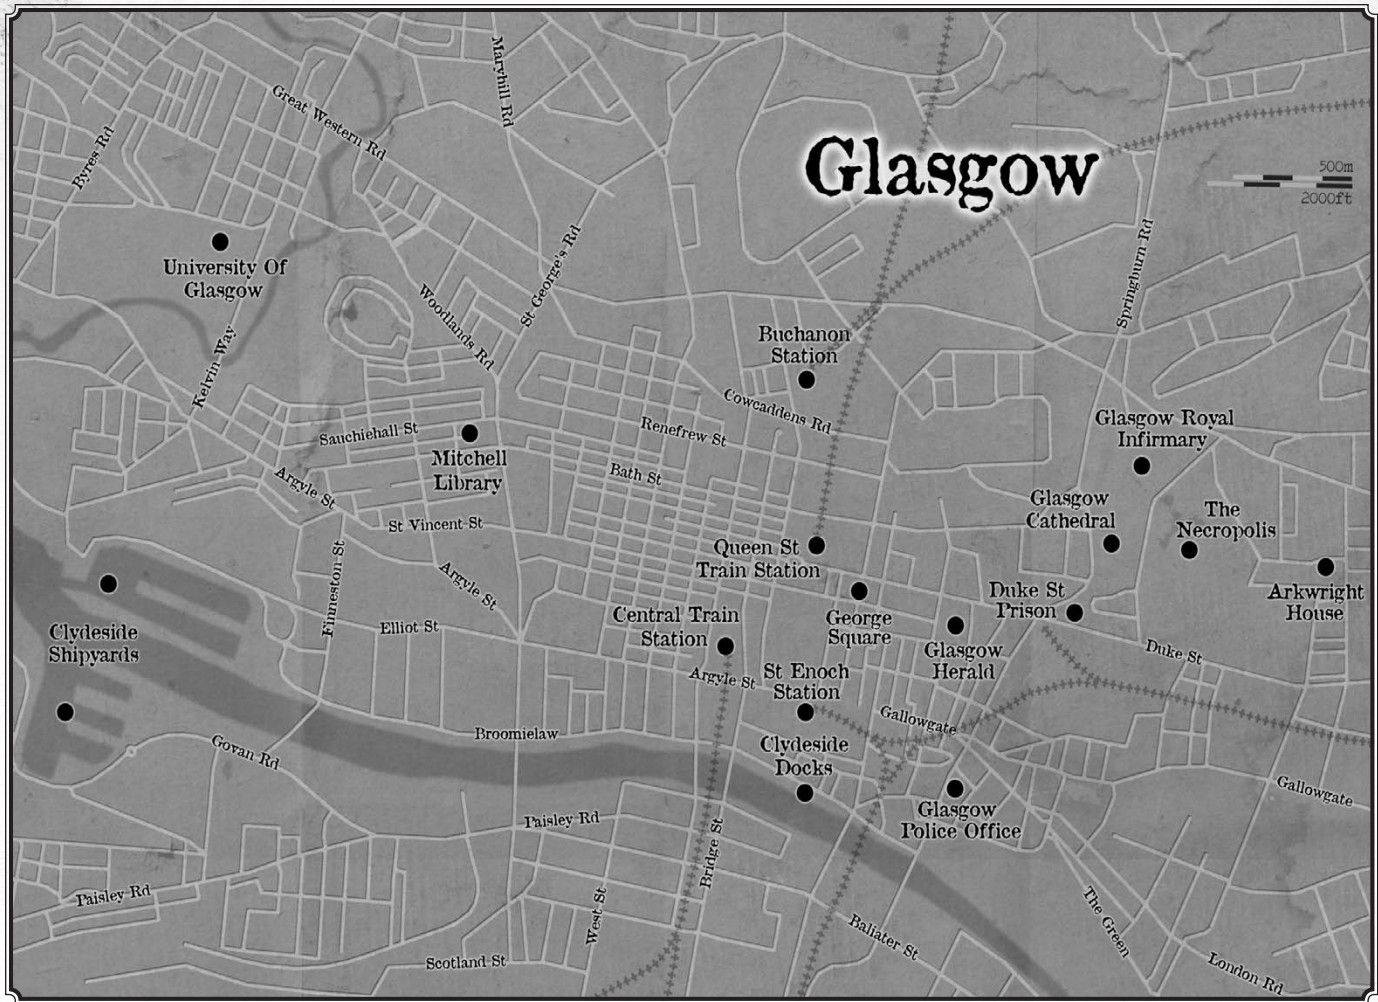 Maryhill Rd
Great Western Rd
Byres Rd
Glasgow
500m
2000ft
University Of
Glasgow
St George's Rd
Springburn Rd
Woodlands Rd
Kelvin Way
Buchanon
Station
Cowcaddens Rd
Sauchiehall St
Renefrew St
Glasgow Royal
Infirmary
Mitchell
Library
Bath St
Argyle St
St Vincent St
Glasgow
Cathedral
The
Necropolis
Queen St
Train Station
Finneston St
Argyle St
Elliot St
Central Train
Station
George
Square
Duke St
Prison
Arkwright
House
Glasgow
Herald
Duke St
Clydeside
Shipyards
Argyle St
St Enoch
Station
Gallowgate
Broomielaw
Govan Rd
Clydeside
Docks
Gallowgate
Glasgow
Police Office
Paisley Rd
Bridge St
Paisley Rd
West St
Baliater St
The Green
Scotland St
London Rd